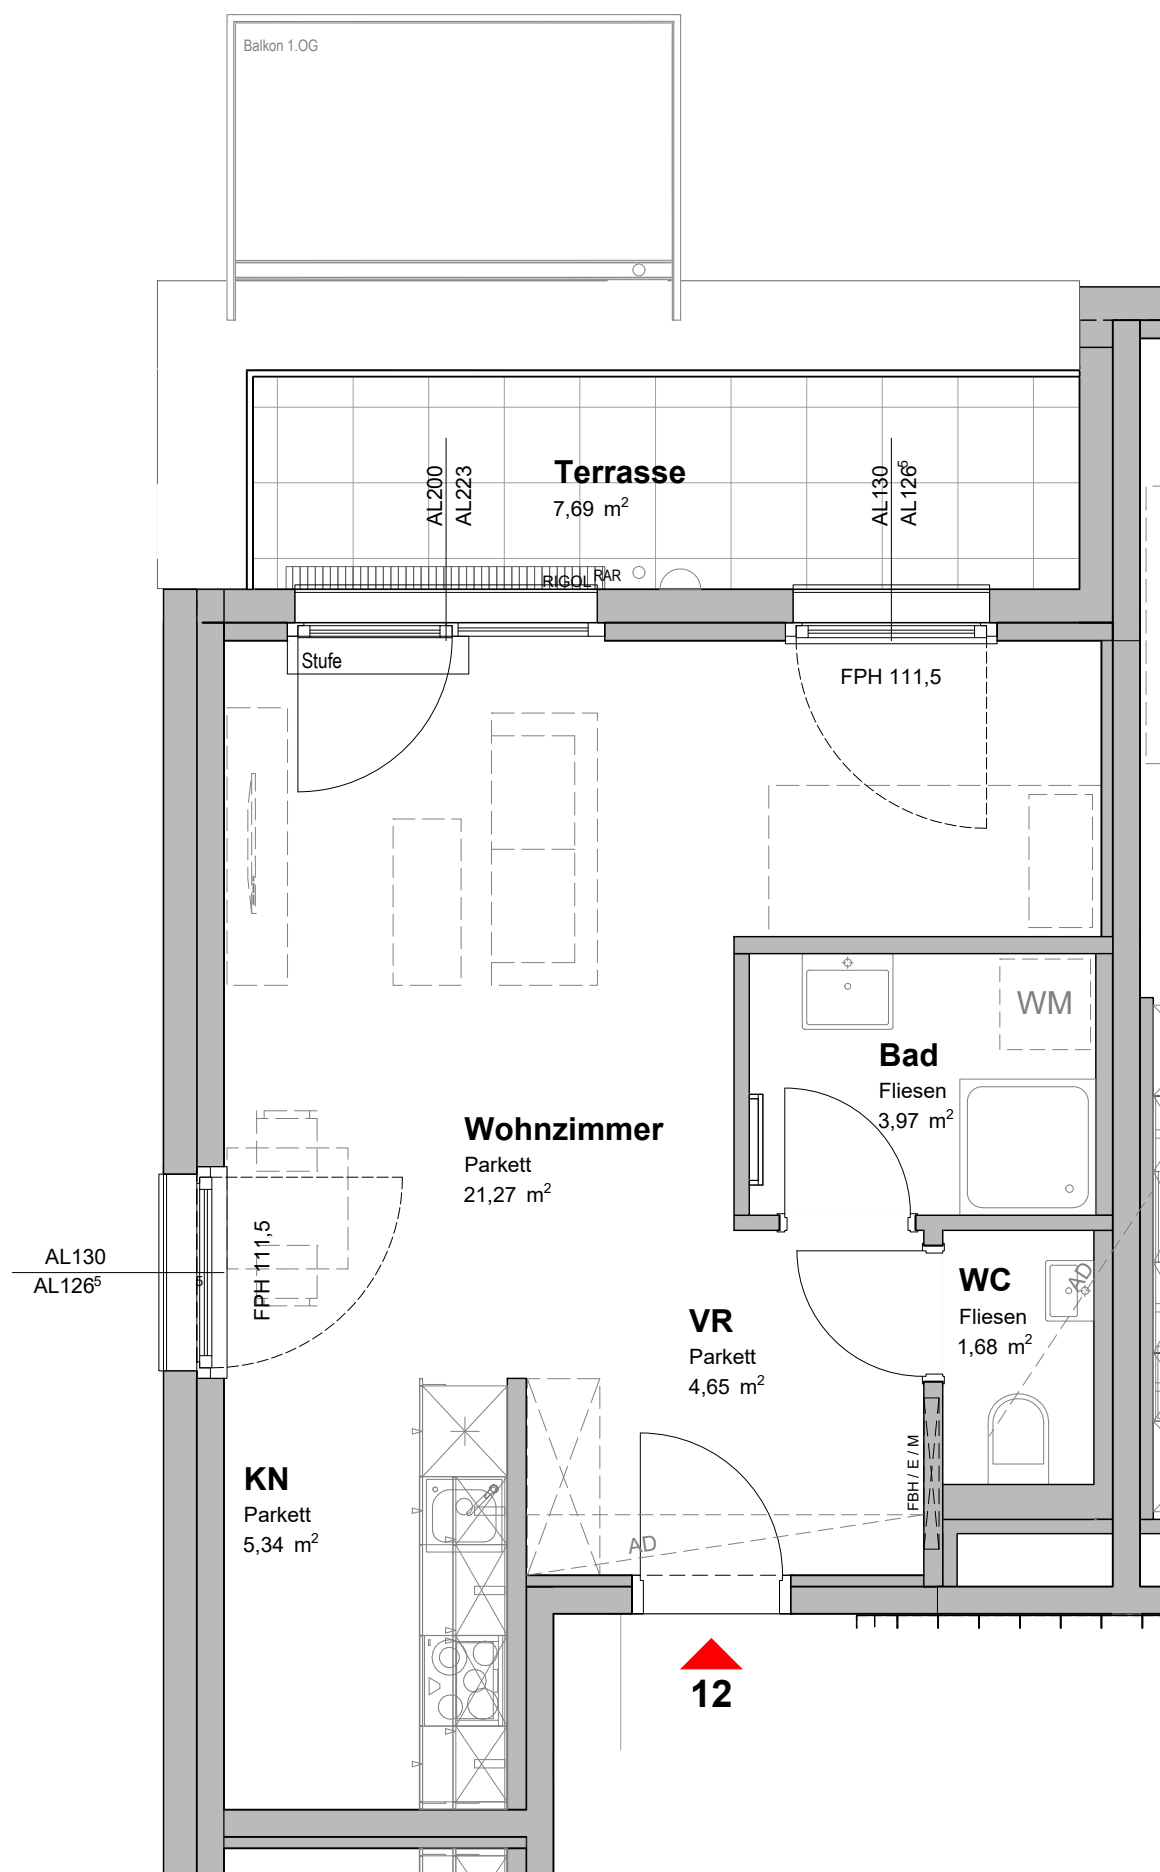 Balkon 1.OG
AL200
AL223
Terrasse
7,69 m²
AL130
AL126⁵
RIGOL
RAR
Stufe
FPH 111,5
WM
Bad
Fliesen
3,97 m²
Wohnzimmer
Parkett
21,27 m²
AL130
AL126⁵
5
FPH 111,5
WC
Fliesen
1,68 m²
AD
VR
Parkett
4,65 m²
KN
Parkett
5,34 m²
FBH / E / M
AD
12